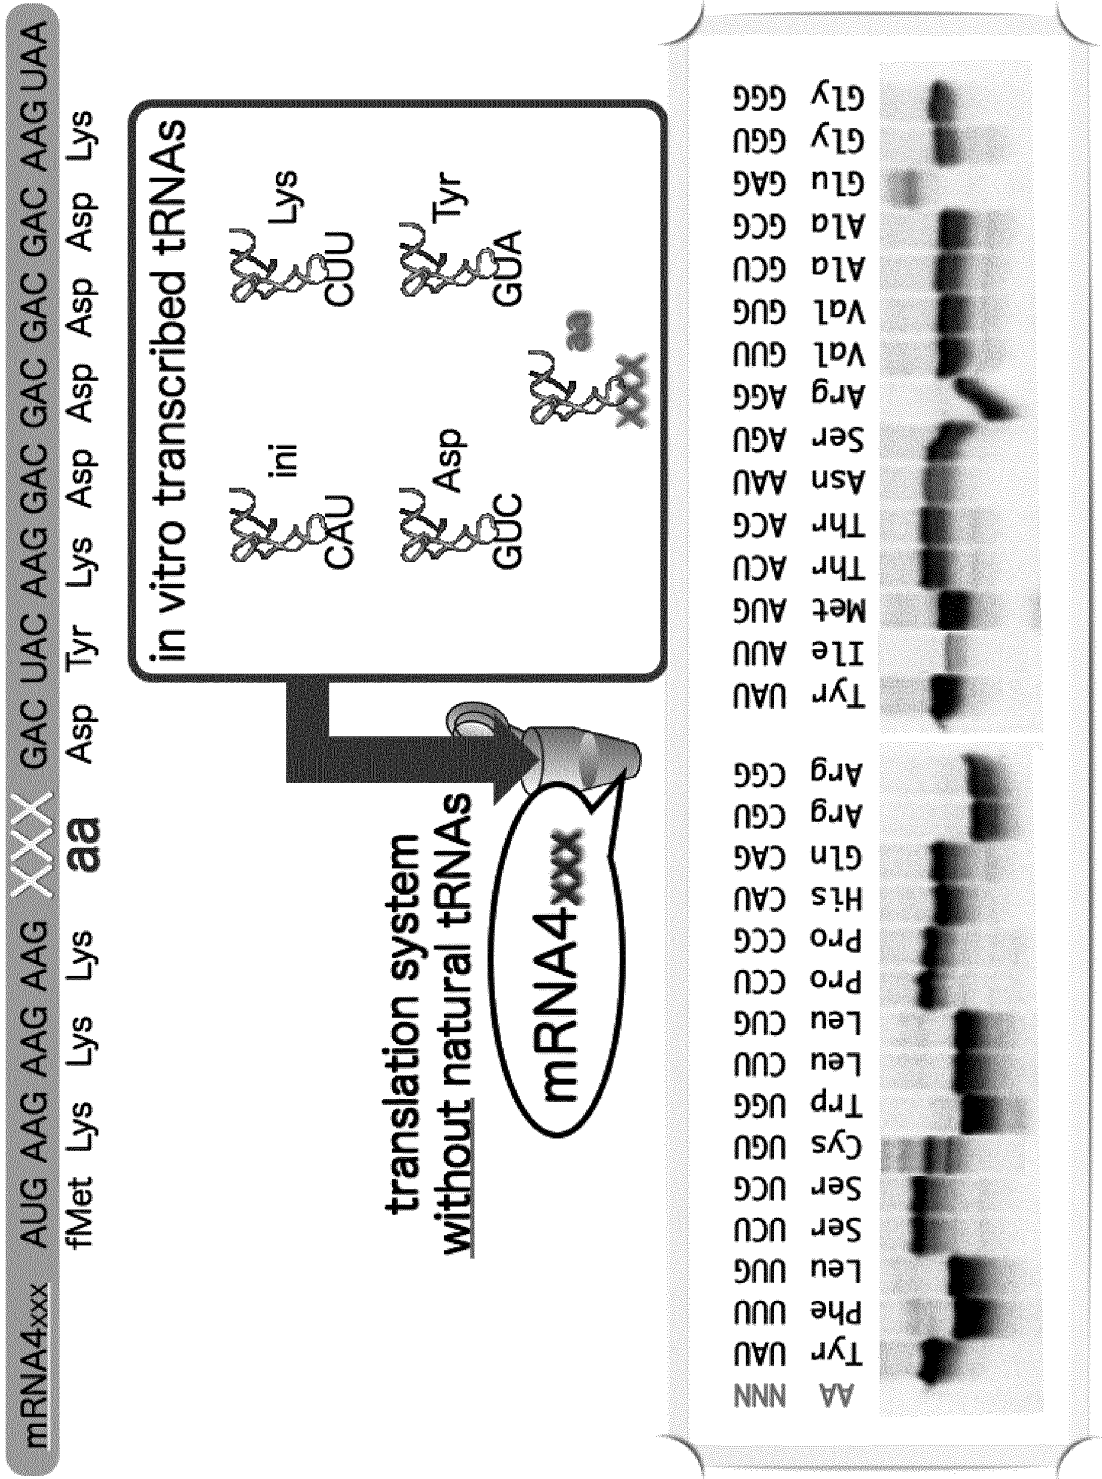 mRNA4xxx AUG AAG AAG AAG XXX GAC UAC AAG GAC GAC GAC GAC AAG UAA
fMet Lys Lys Lys aa Asp Tyr Lys Asp Asp Asp Asp Lys
in vitro transcribed tRNAs
ini
CAU
Lys
CUU
Asp
GUC
Tyr
GUA
aa
xxx
translation system
without natural tRNAs
mRNA4xxx
AA NNN
Tyr UAU
Phe UUU
Leu UUG
Ser UCU
Ser UCG
Cys UGU
Trp UGG
Leu CUU
Leu CUG
Pro CCU
Pro CCG
His CAU
Gln CAG
Arg CGU
Arg CGG
Tyr UAU
Ile AUU
Met AUG
Thr ACU
Thr ACG
Asn AAU
Ser AGU
Arg AGG
Val GUU
Val GUG
Ala GCU
Ala GCG
Glu GAG
Gly GGU
Gly GGG